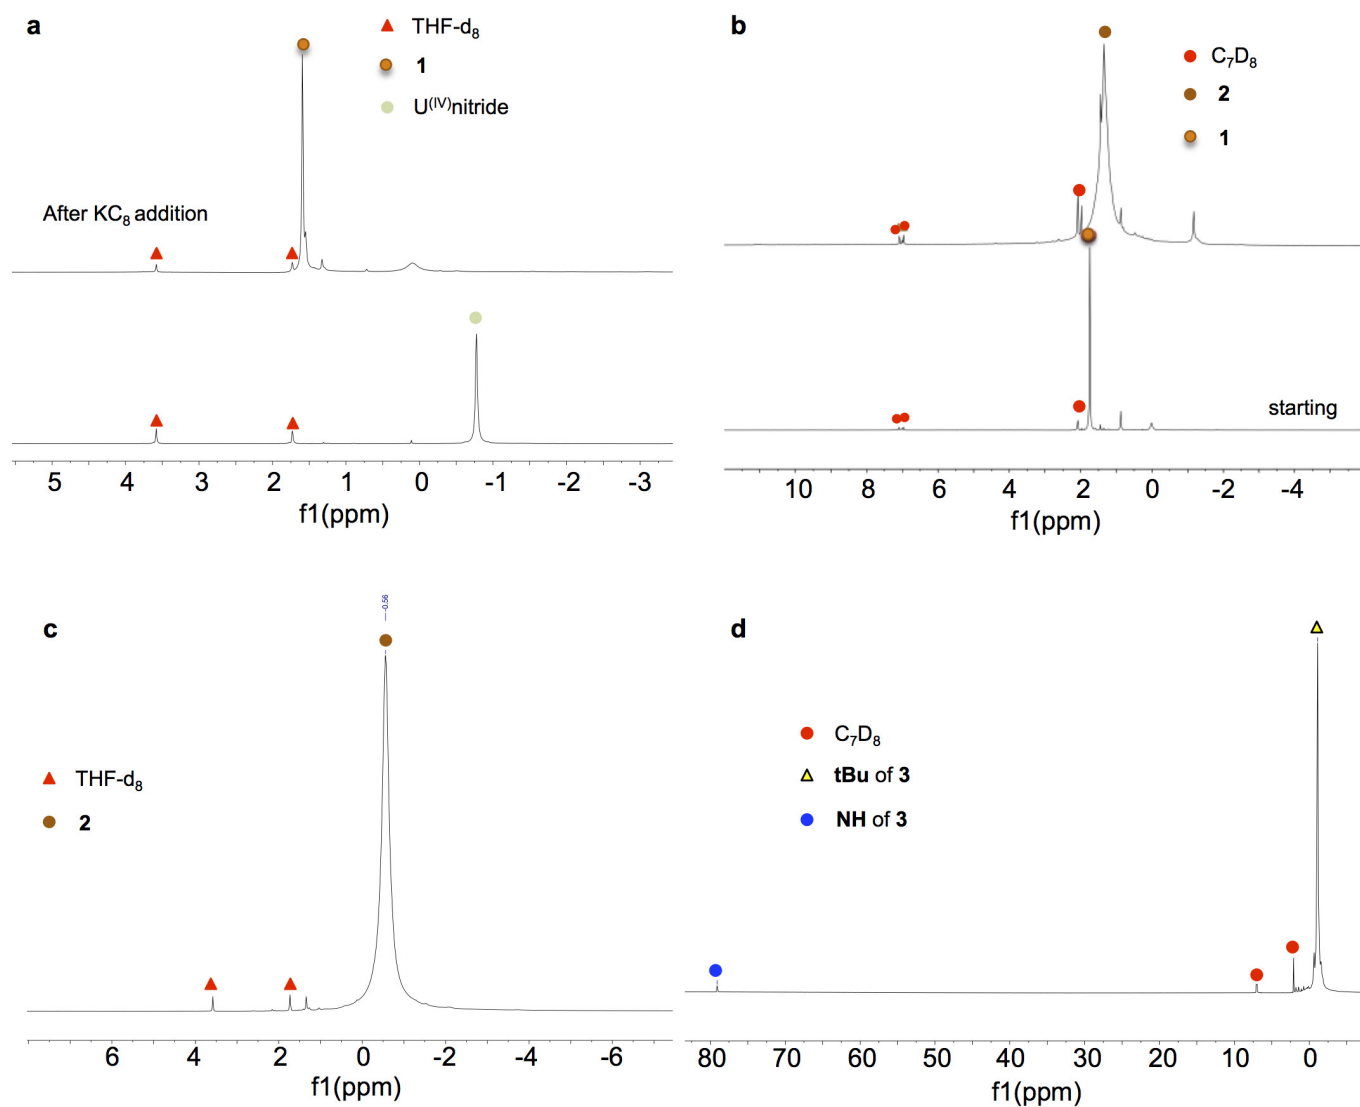 a
THF-d8
1
U(IV)nitride
After KC8 addition
5 4 3 2 1 0 -1 -2 -3
f1(ppm)
b
C7D8
2
1
starting
10 8 6 4 2 0 -2 -4
f1(ppm)
-0.56
c
THF-d8
2
6 4 2 0 -2 -4 -6
f1(ppm)
d
C7D8
tBu of 3
NH of 3
80 70 60 50 40 30 20 10 0
f1(ppm)